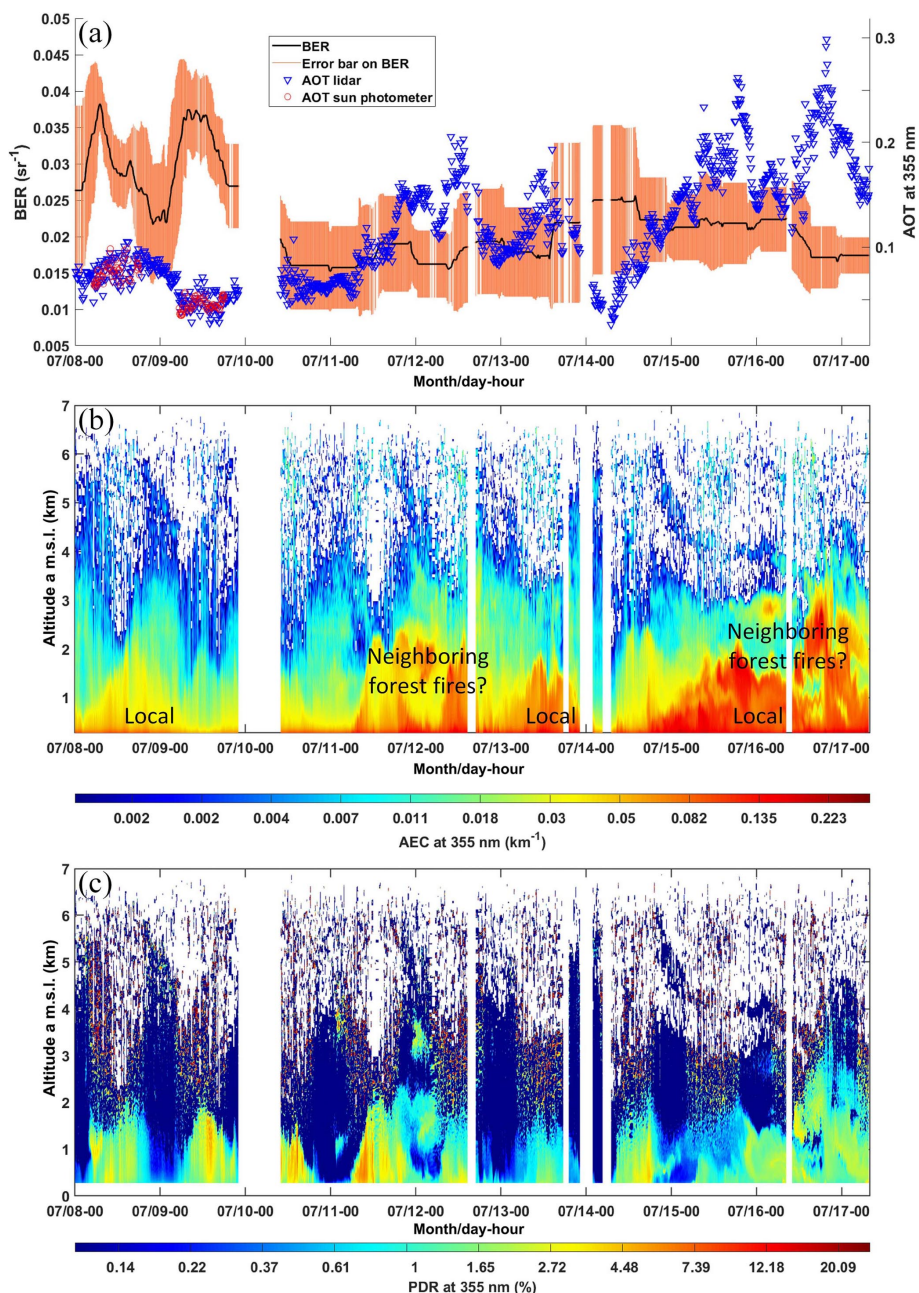 (a)
0.05
0.045
0.04
0.035
0.03
0.025
0.02
0.015
0.01
0.005
BER (sr-1)
BER
Error bar on BER
AOT lidar
AOT sun photometer
0.3
0.2
0.1
AOT at 355 nm
07/08-00 07/09-00 07/10-00 07/11-00 07/12-00 07/13-00 07/14-00 07/15-00 07/16-00 07/17-00
Month/day-hour
(b)
7
6
5
4
3
2
1
Altitude a m.s.l. (km)
Neighboring
forest fires?
Neighboring
forest fires?
Local Local Local
07/08-00 07/09-00 07/10-00 07/11-00 07/12-00 07/13-00 07/14-00 07/15-00 07/16-00 07/17-00
Month/day-hour
0.002 0.002 0.004 0.007 0.011 0.018 0.03 0.05 0.082 0.135 0.223
AEC at 355 nm (km-1)
(c)
7
6
5
4
3
2
1
0
Altitude a m.s.l. (km)
07/08-00 07/09-00 07/10-00 07/11-00 07/12-00 07/13-00 07/14-00 07/15-00 07/16-00 07/17-00
Month/day-hour
0.14 0.22 0.37 0.61 1 1.65 2.72 4.48 7.39 12.18 20.09
PDR at 355 nm (%)